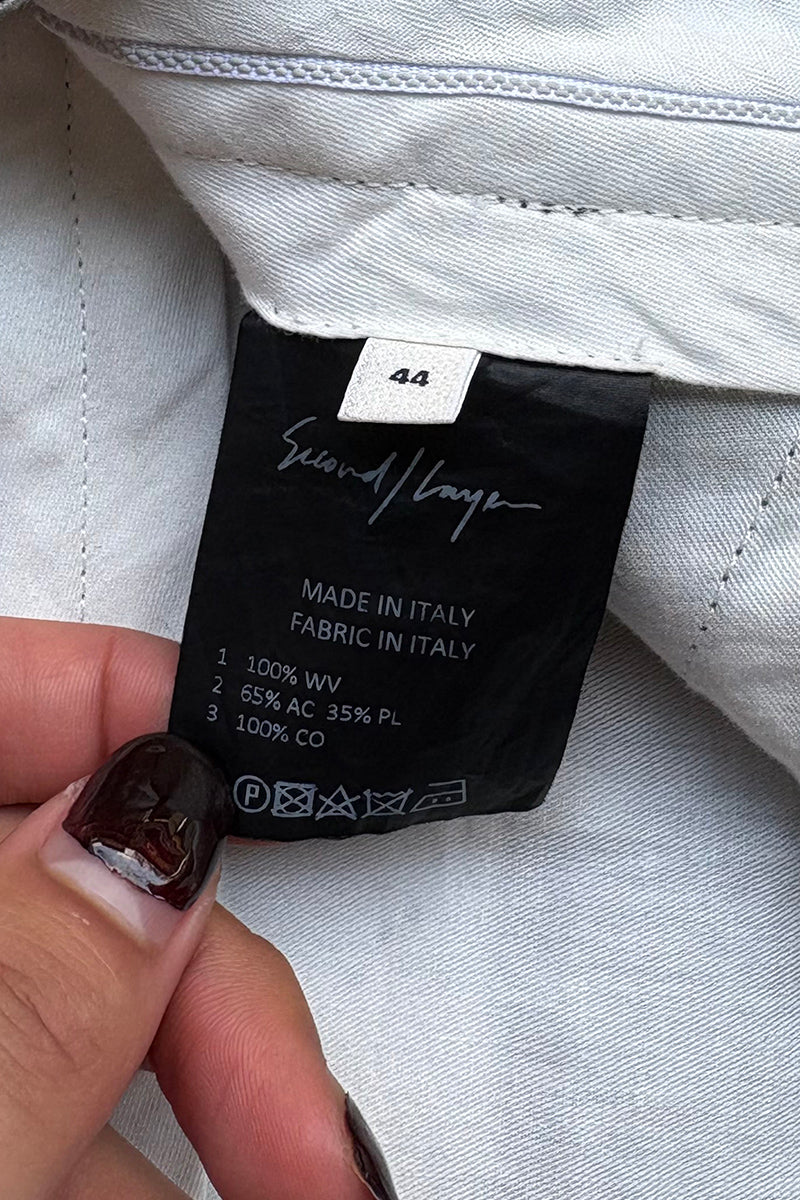 44
Second/Layer
MADE IN ITALY
FABRIC IN ITALY
1 100% WV
2 65% AC 35% PL
3 100% CO
P